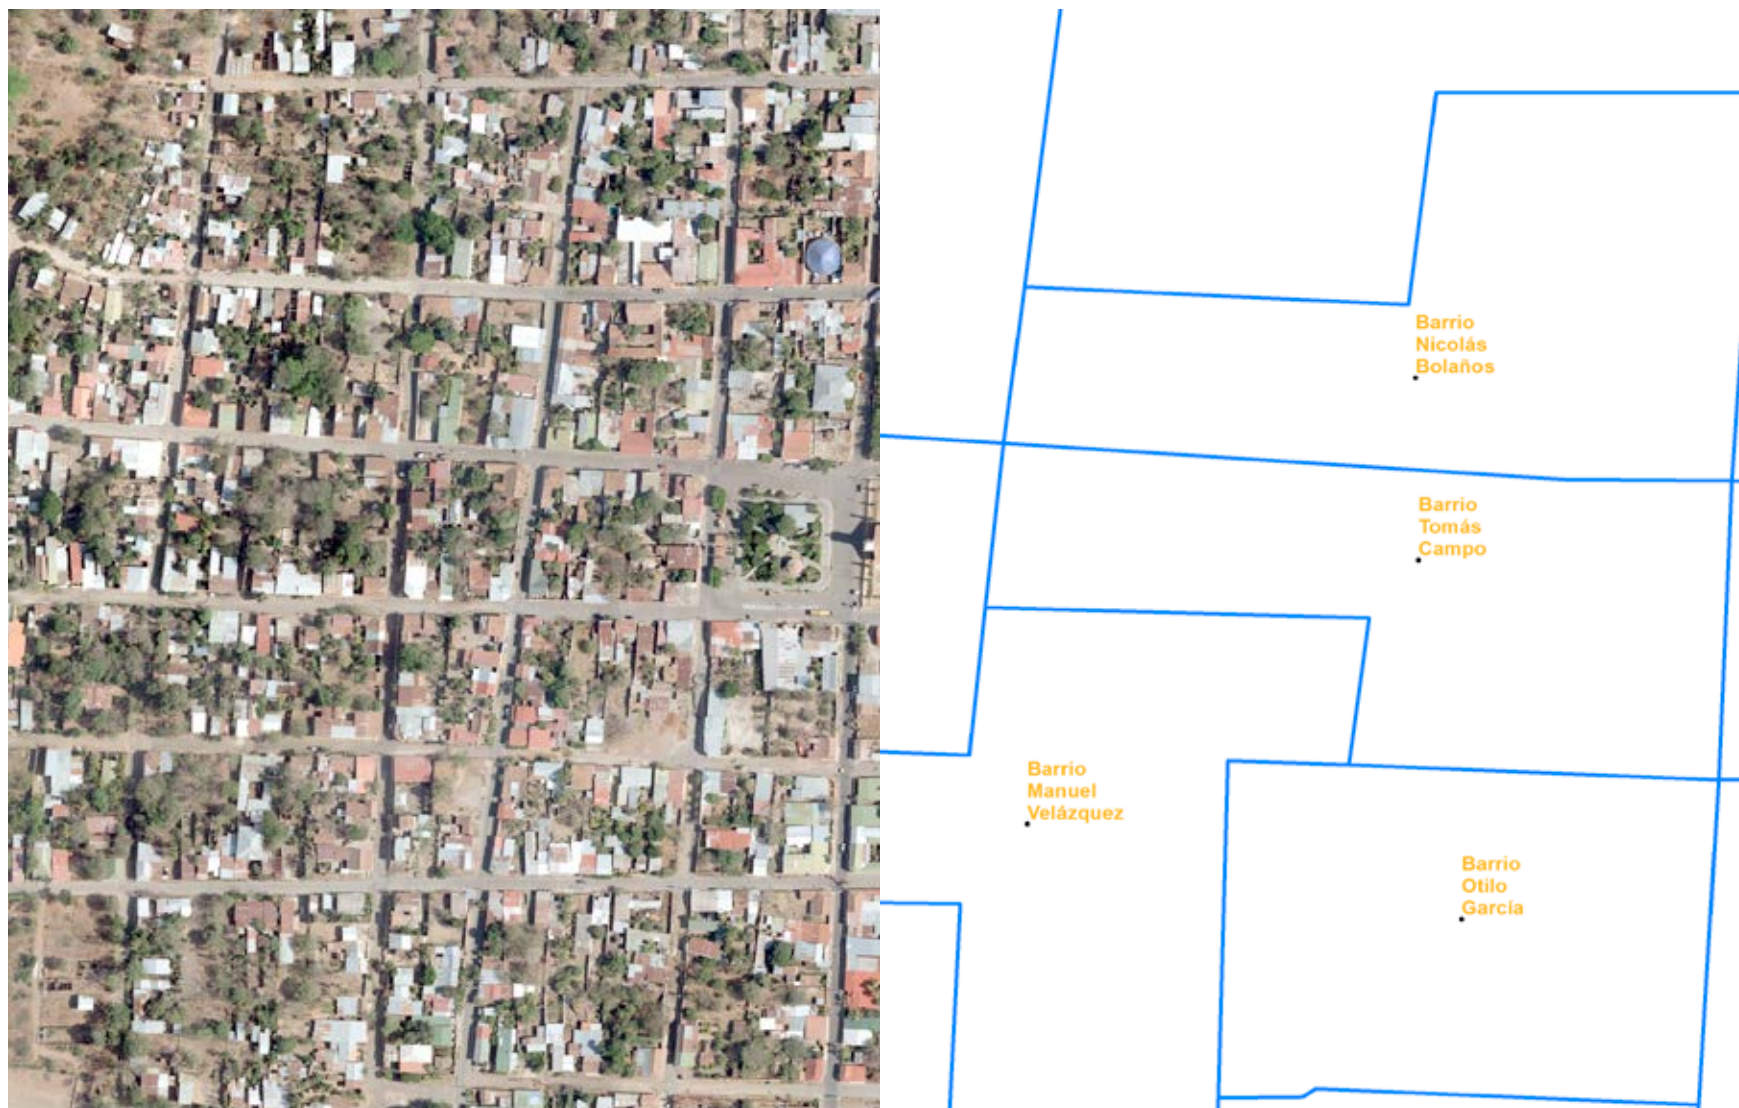 Barrio
Nicolás
Bolaños
Barrio
Tomás
Campo
Barrio
Manuel
Velázquez
Barrio
Otilo
García